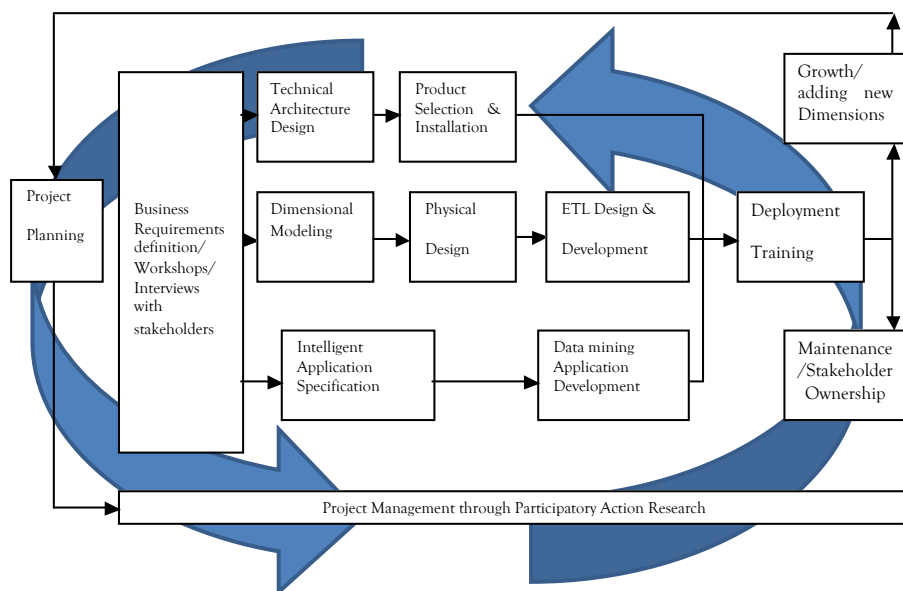 Technical
Architecture
Design
Product
Selection &
Installation
Growth/
adding new
Dimensions
Project
Planning
Business
Requirements
definition/
Workshops/
Interviews
with
stakeholders
Dimensional
Modeling
Physical
Design
ETL Design &
Development
Deployment
Training
Intelligent
Application
Specification
Data mining
Application
Development
Maintenance
/Stakeholder
Ownership
Project Management through Participatory Action Research